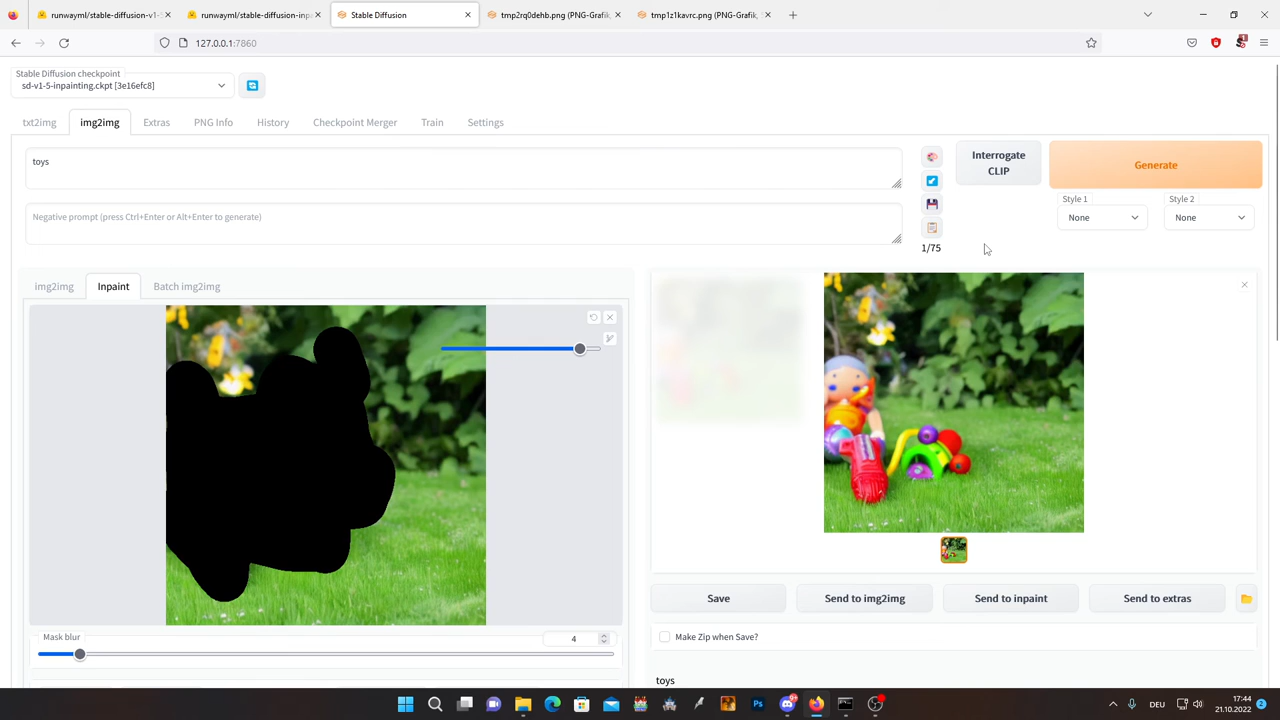 runwayml/stable-diffusion-v1-5
runwayml/stable-diffusion-inp
Stable Diffusion
tmp2rq0dehb.png (PNG-Grafik,
tmp1z1kavrc.png (PNG-Grafik,
127.0.0.1:7860
Stable Diffusion checkpoint
sd-v1-5-inpainting.ckpt [3e16efc8]
txt2img
img2img
Extras
PNG Info
History
Checkpoint Merger
Train
Settings
toys
Interrogate
CLIP
Generate
Style 1
Style 2
Negative prompt (press Ctrl+Enter or Alt+Enter to generate)
None
None
1/75
img2img
Inpaint
Batch img2img
Save
Send to img2img
Send to inpaint
Send to extras
Mask blur
4
Make Zip when Save?
toys
DEU
17:44
21.10.2022